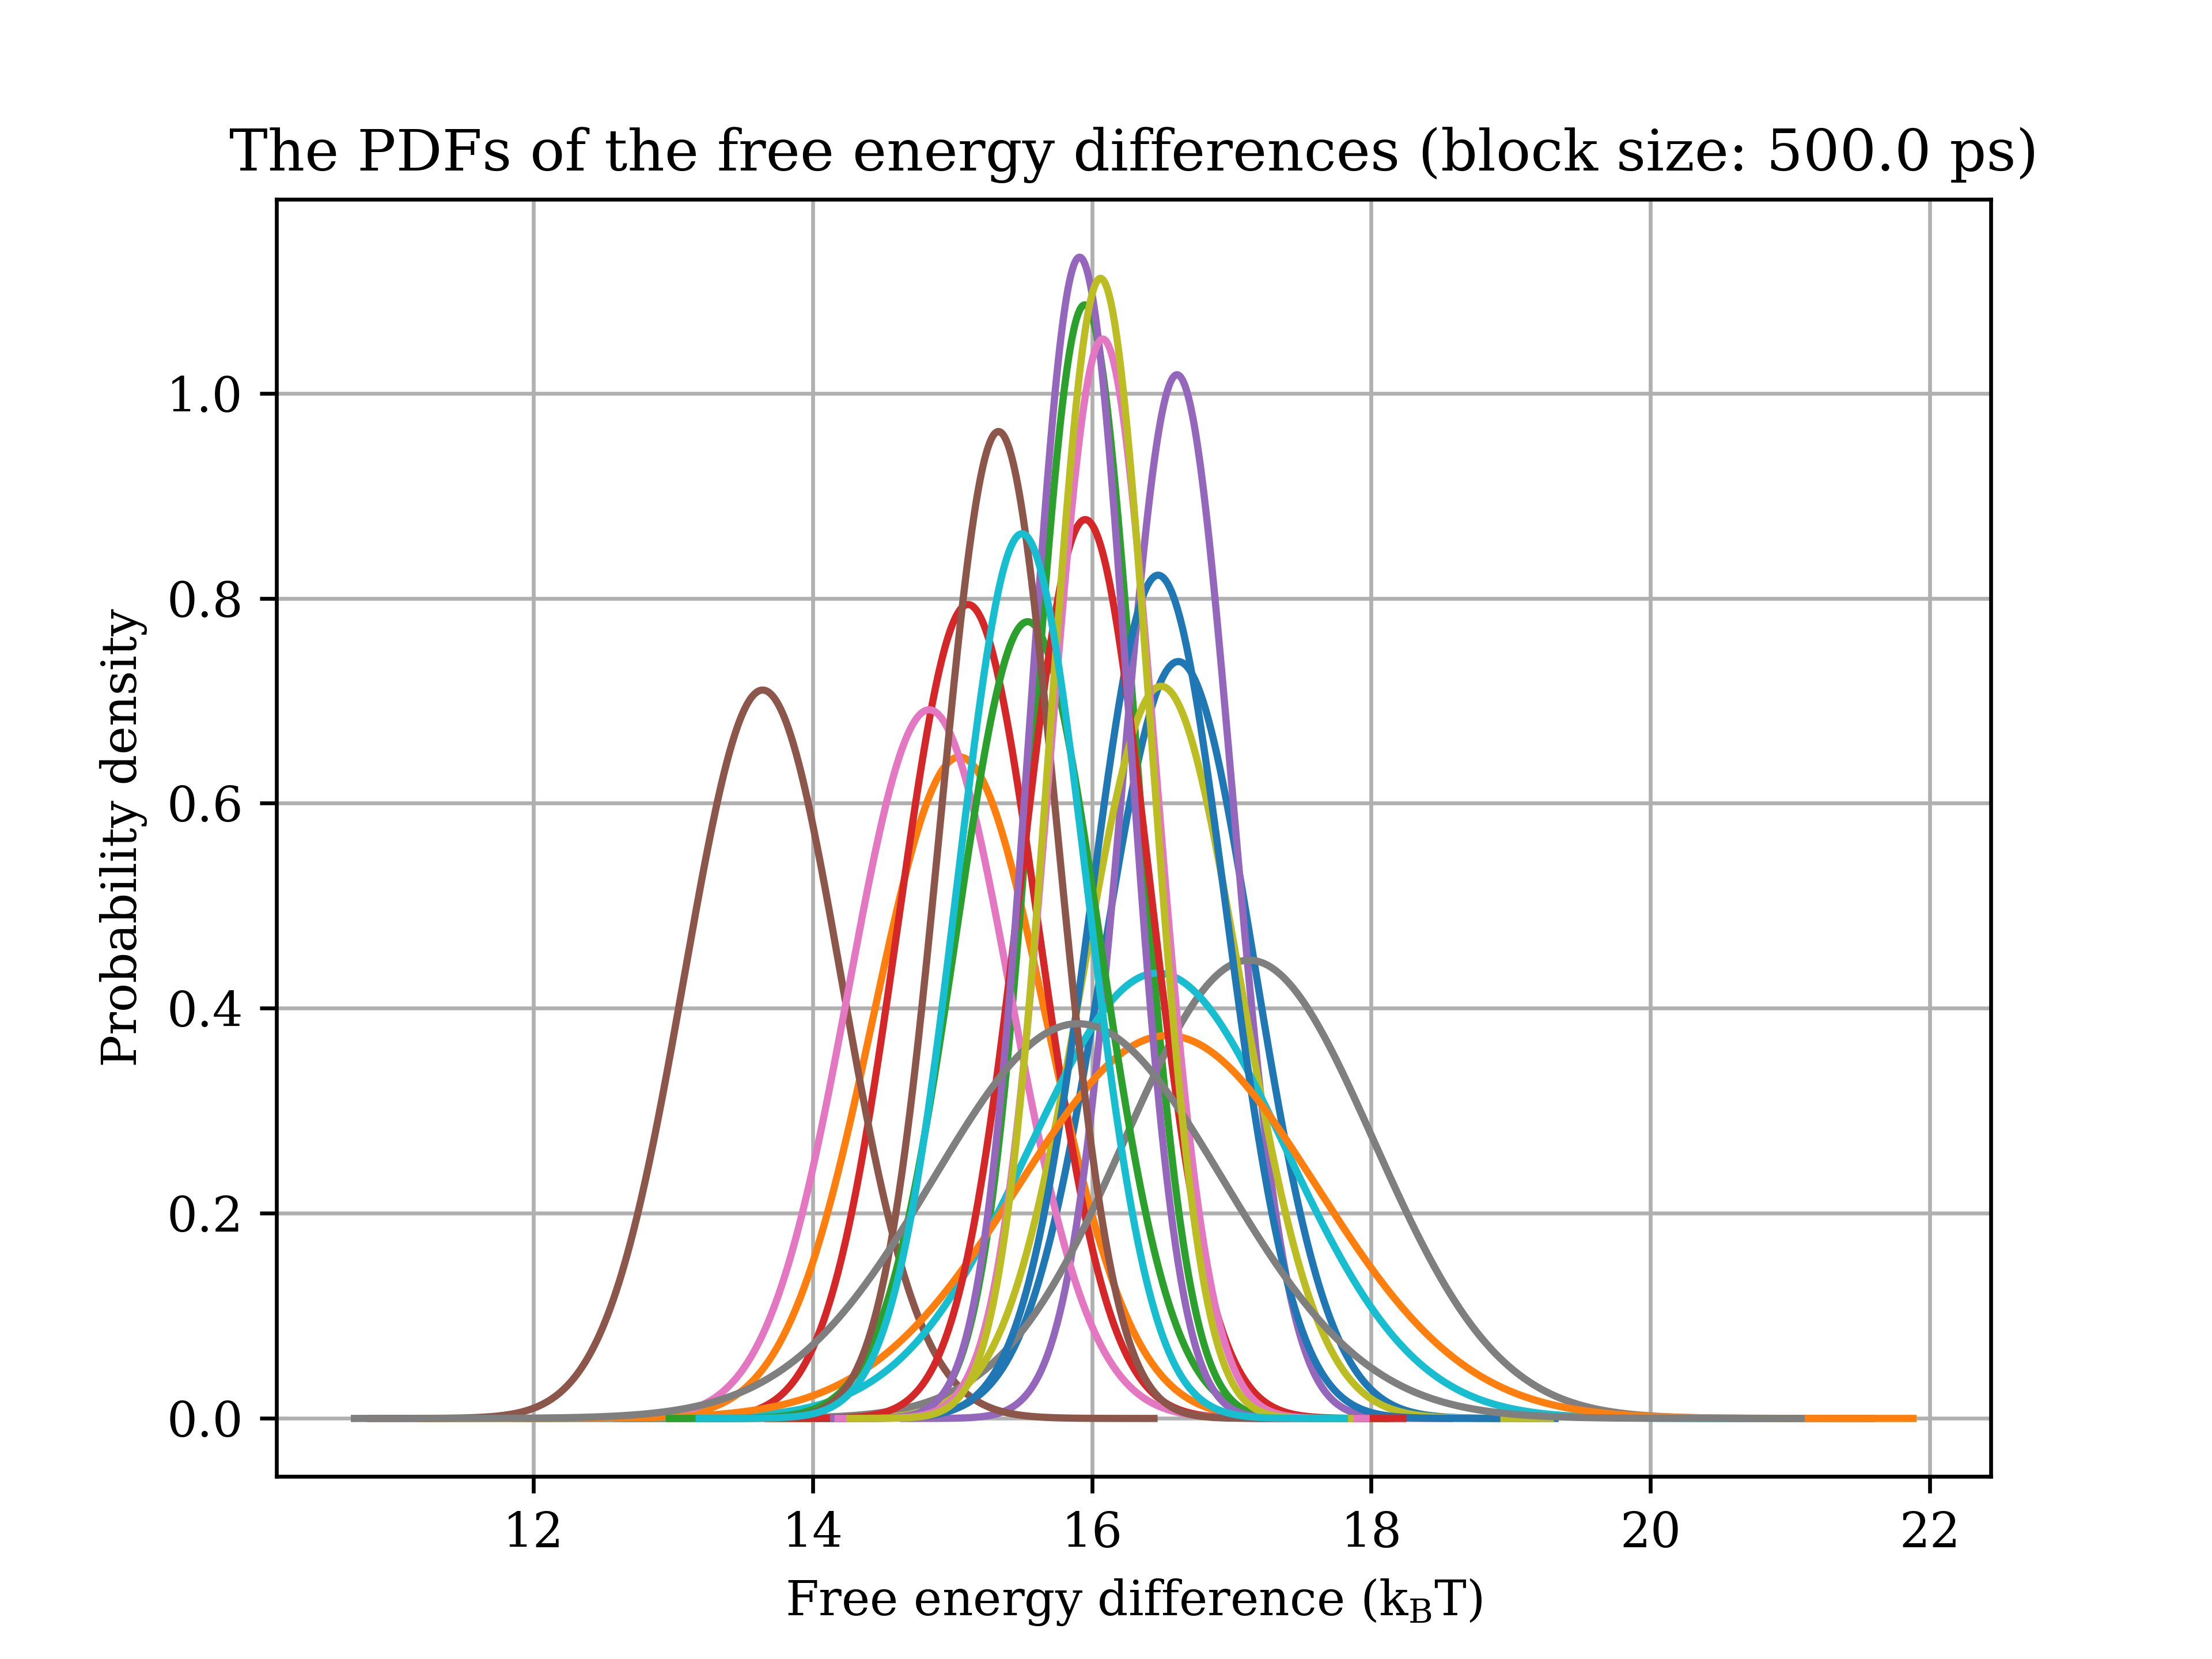 The PDFs of the free energy differences (block size: 500.0 ps)
1.0
0.8
0.6
0.4
0.2
0.0
Probability density
12 14 16 18 20 22
Free energy difference (k_BT)